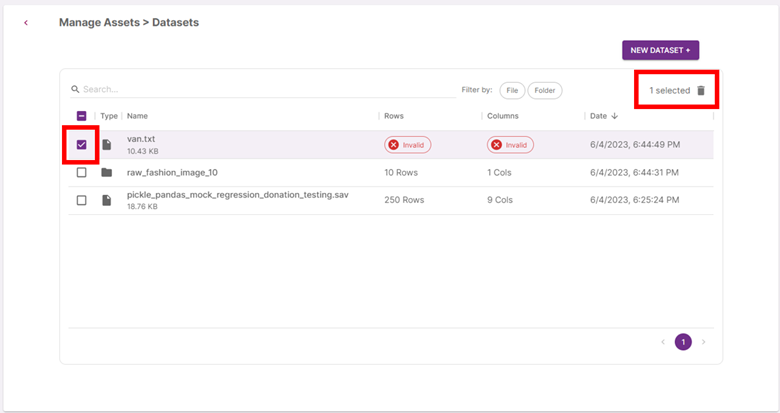 Manage Assets > Datasets
NEW DATASET +
Search...
Filter by: File Folder
1 selected
Type Name Rows Columns Date
van.txt Invalid Invalid 6/4/2023, 6:44:49 PM
10.43 KB
raw_fashion_image_10 10 Rows 1 Cols 6/4/2023, 6:44:31 PM
pickle_pandas_mock_regression_donation_testing.sav 250 Rows 9 Cols 6/4/2023, 6:25:24 PM
18.76 KB
1